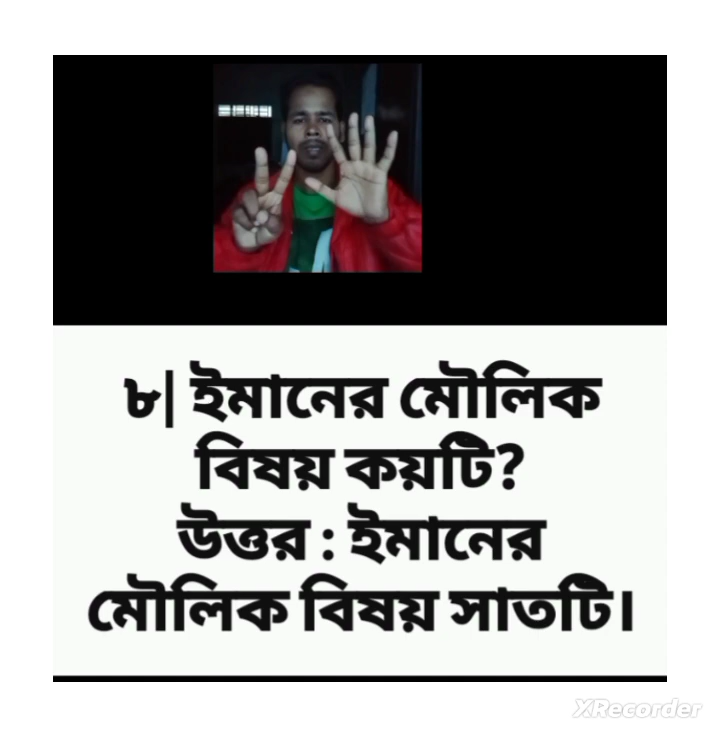 ৮| ইমানের মৌলিক
বিষয় কয়টি?
উত্তর : ইমানের
মৌলিক বিষয় সাতটি।
XRecorder